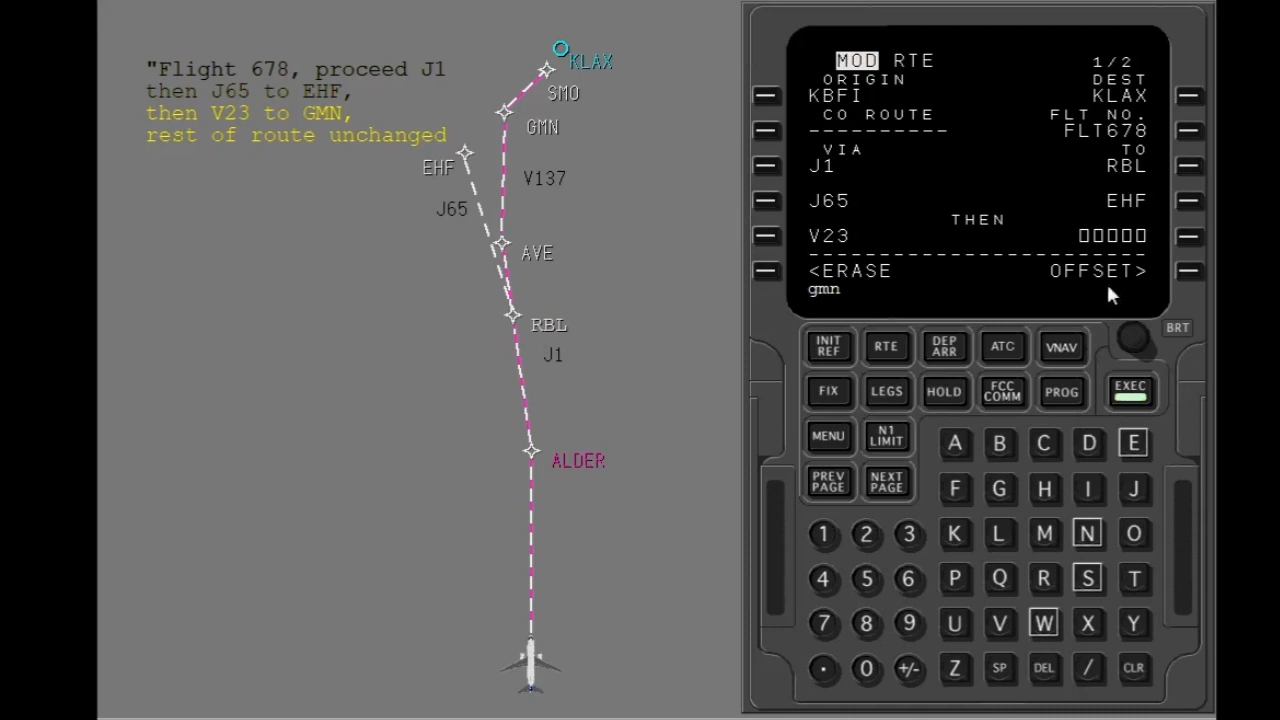 "Flight 678, proceed J1
then J65 to EHF,
then V23 to GMN,
rest of route unchanged
KLAX
SMO
GMN
EHF
V137
J65
AVE
RBL
J1
ALDER
MOD RTE 1/2
ORIGIN DEST
KBFI KLAX
CO ROUTE FLT NO.
---------- FLT678
VIA TO
J1 RBL
J65 EHF
THEN
V23 ▯▯▯▯▯
------------------------
<ERASE OFFSET>
gmn
BRT
INIT REF
RTE
DEP ARR
ATC
VNAV
FIX
LEGS
HOLD
FCC COMM
PROG
EXEC
MENU
N1 LIMIT
PREV PAGE
NEXT PAGE
A B C D E
F G H I J
1 2 3 K L M N O
4 5 6 P Q R S T
7 8 9 U V W X Y
. 0 +/- Z SP DEL / CLR